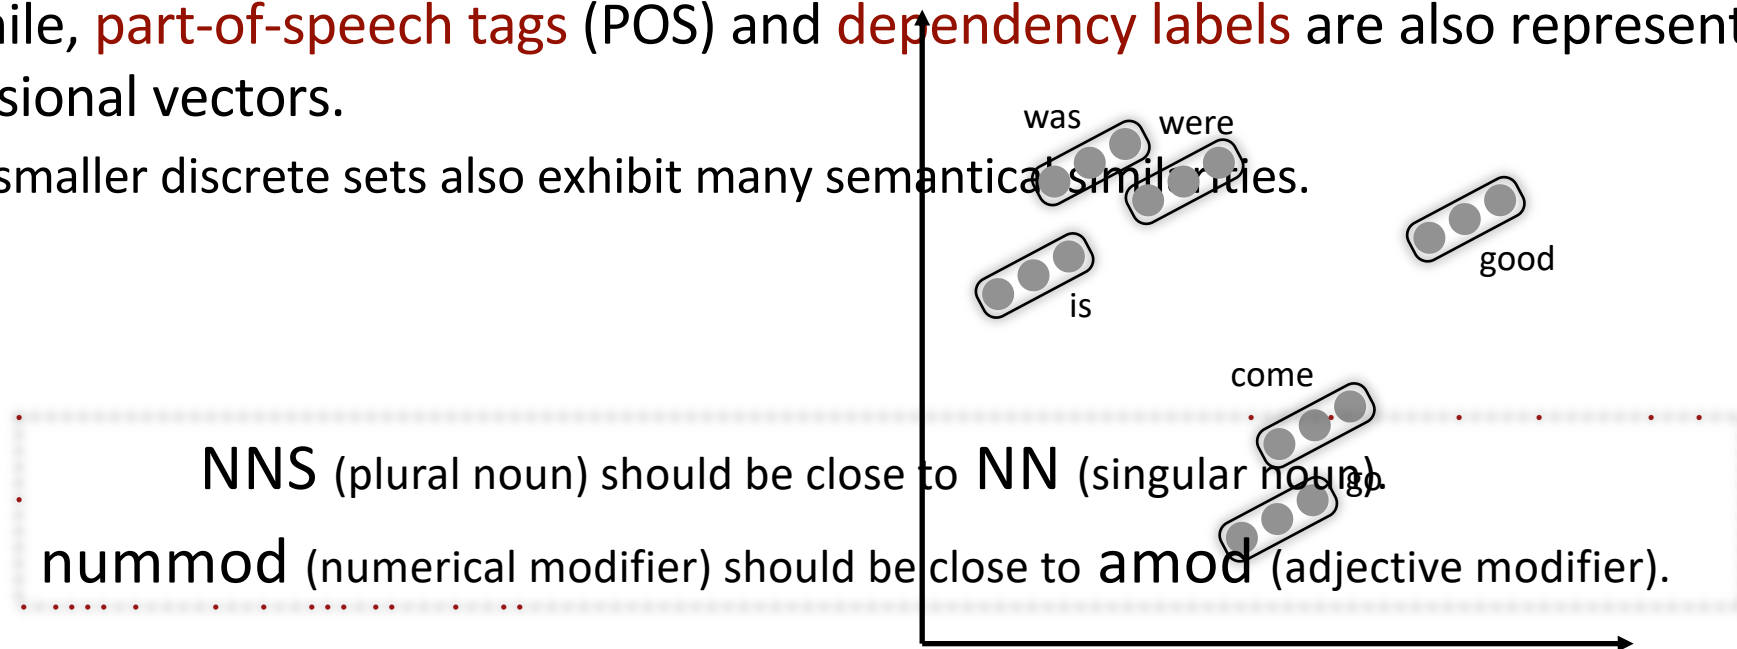 ile, part-of-speech tags (POS) and dependency labels are also represent
sional vectors.
was were
smaller discrete sets also exhibit many semantical similarities.
good
is
come
NNS (plural noun) should be close to NN (singular noun).
go
nummod (numerical modifier) should be close to amod (adjective modifier).